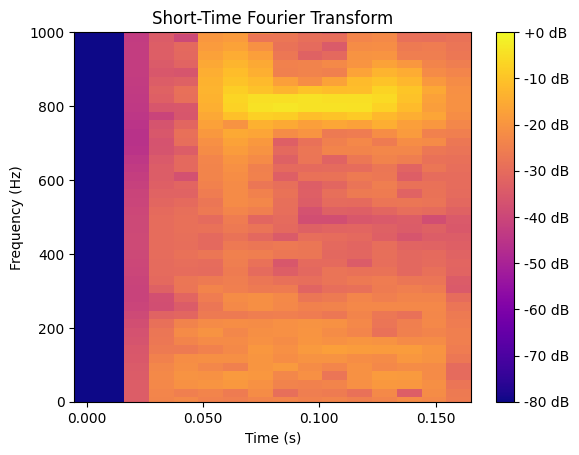 Short-Time Fourier Transform
1000
800
600
400
200
0
Frequency (Hz)
0.000
0.050
0.100
0.150
Time (s)
+0 dB
-10 dB
-20 dB
-30 dB
-40 dB
-50 dB
-60 dB
-70 dB
-80 dB